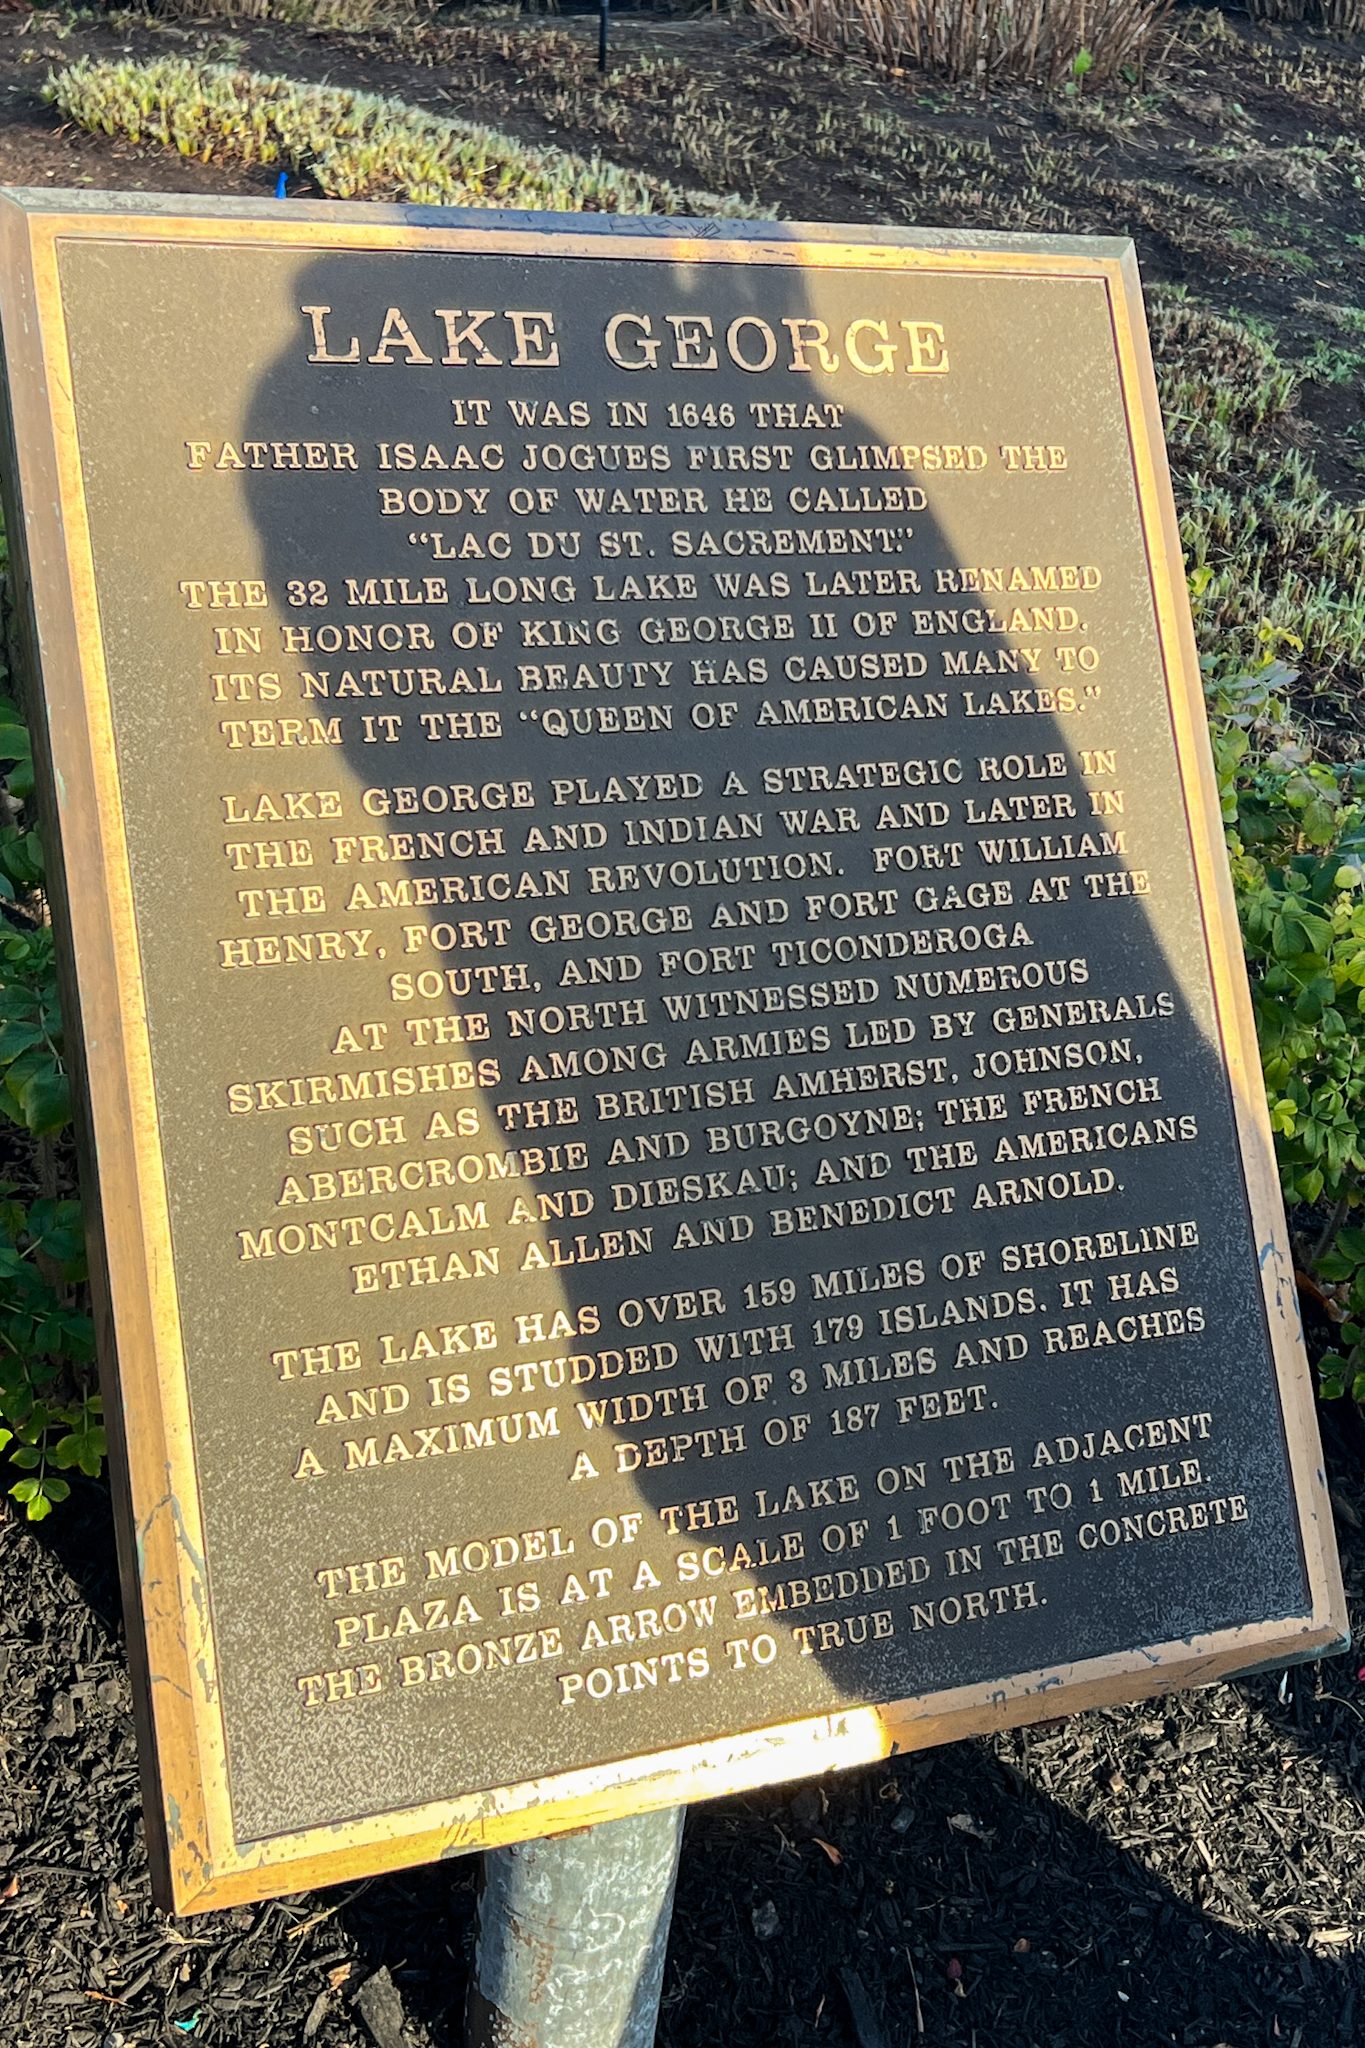 LAKE GEORGE
IT WAS IN 1646 THAT
FATHER ISAAC JOGUES FIRST GLIMPSED THE
BODY OF WATER HE CALLED
“LAC DU ST. SACREMENT.”
THE 32 MILE LONG LAKE WAS LATER RENAMED
IN HONOR OF KING GEORGE II OF ENGLAND.
ITS NATURAL BEAUTY HAS CAUSED MANY TO
TERM IT THE “QUEEN OF AMERICAN LAKES.”
LAKE GEORGE PLAYED A STRATEGIC ROLE IN
THE FRENCH AND INDIAN WAR AND LATER IN
THE AMERICAN REVOLUTION. FORT WILLIAM
HENRY, FORT GEORGE AND FORT GAGE AT THE
SOUTH, AND FORT TICONDEROGA
AT THE NORTH WITNESSED NUMEROUS
SKIRMISHES AMONG ARMIES LED BY GENERALS
SUCH AS THE BRITISH AMHERST, JOHNSON,
ABERCROMBIE AND BURGOYNE; THE FRENCH
MONTCALM AND DIESKAU; AND THE AMERICANS
ETHAN ALLEN AND BENEDICT ARNOLD.
THE LAKE HAS OVER 159 MILES OF SHORELINE
AND IS STUDDED WITH 179 ISLANDS. IT HAS
A MAXIMUM WIDTH OF 3 MILES AND REACHES
A DEPTH OF 187 FEET.
THE MODEL OF THE LAKE ON THE ADJACENT
PLAZA IS AT A SCALE OF 1 FOOT TO 1 MILE.
THE BRONZE ARROW EMBEDDED IN THE CONCRETE
POINTS TO TRUE NORTH.